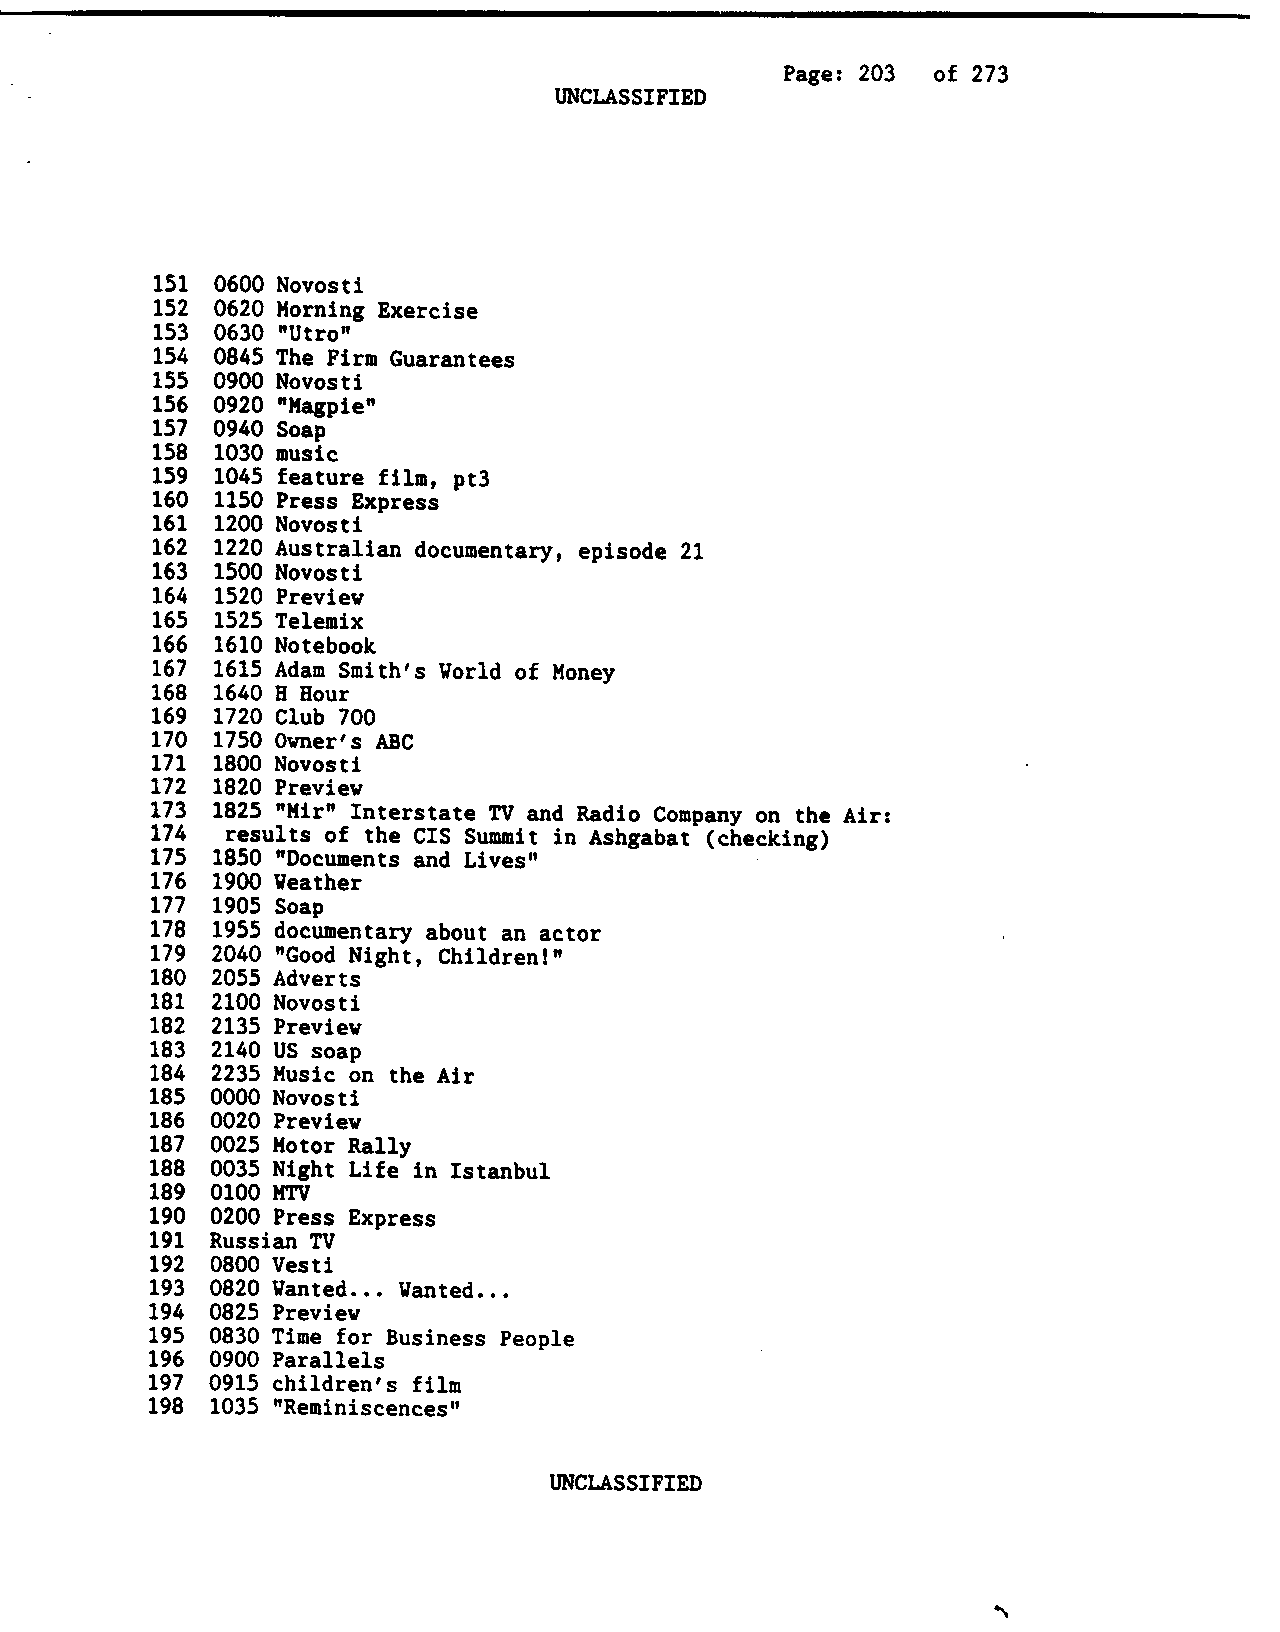 Page: 203 of 273
UNCLASSIFIED
151 0600 Novosti
152 0620 Morning Exercise
153 0630 "Utro"
154 0845 The Firm Guarantees
155 0900 Novosti
156 0920 "Magpie"
157 0940 Soap
158 1030 music
159 1045 feature film, pt3
160 1150 Press Express
161 1200 Novosti
162 1220 Australian documentary, episode 21
163 1500 Novosti
164 1520 Preview
165 1525 Telemix
166 1610 Notebook
167 1615 Adam Smith's World of Money
168 1640 H Hour
169 1720 Club 700
170 1750 Owner's ABC
171 1800 Novosti
172 1820 Preview
173 1825 "Mir" Interstate TV and Radio Company on the Air:
174 results of the CIS Summit in Ashgabat (checking)
175 1850 "Documents and Lives"
176 1900 Weather
177 1905 Soap
178 1955 documentary about an actor
179 2040 "Good Night, Children!"
180 2055 Adverts
181 2100 Novosti
182 2135 Preview
183 2140 US soap
184 2235 Music on the Air
185 0000 Novosti
186 0020 Preview
187 0025 Motor Rally
188 0035 Night Life in Istanbul
189 0100 MTV
190 0200 Press Express
191 Russian TV
192 0800 Vesti
193 0820 Wanted... Wanted...
194 0825 Preview
195 0830 Time for Business People
196 0900 Parallels
197 0915 children's film
198 1035 "Reminiscences"
UNCLASSIFIED